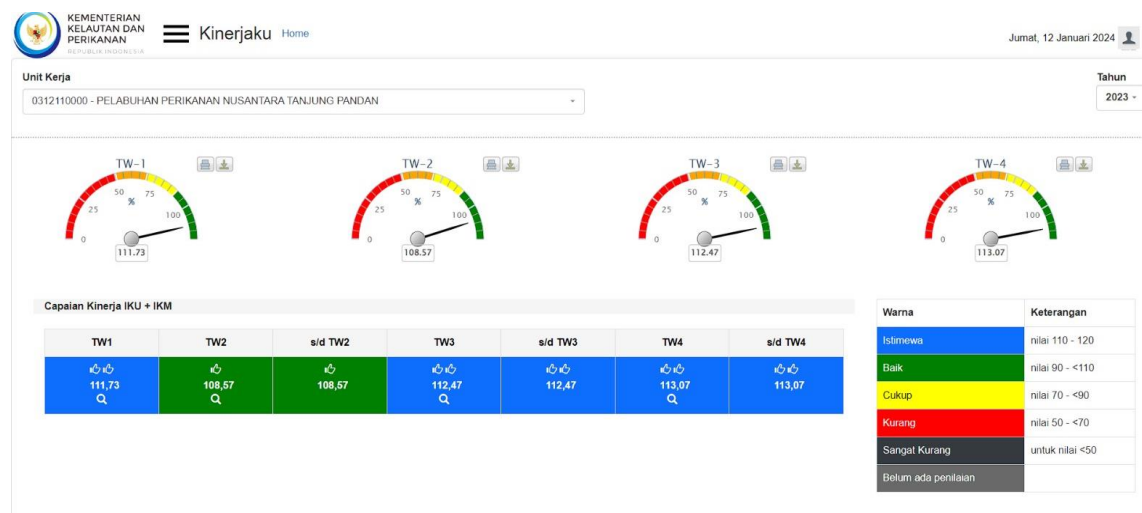 KEMENTERIAN
KELAUTAN DAN
PERIKANAN
REPUBLIK INDONESIA
Kinerjaku Home
Jumat, 12 Januari 2024
Unit Kerja
Tahun
0312110000 - PELABUHAN PERIKANAN NUSANTARA TANJUNG PANDAN
2023
TW-1
0 25 50 75 100
%
111.73
TW-2
0 25 50 75 100
%
108.57
TW-3
0 25 50 75 100
%
112.47
TW-4
0 25 50 75 100
%
113.07
Capaian Kinerja IKU + IKM
TW1 TW2 s/d TW2 TW3 s/d TW3 TW4 s/d TW4
111,73 108,57 108,57 112,47 112,47 113,07 113,07
Warna Keterangan
Istimewa nilai 110 - 120
Baik nilai 90 - <110
Cukup nilai 70 - <90
Kurang nilai 50 - <70
Sangat Kurang untuk nilai <50
Belum ada penilaian